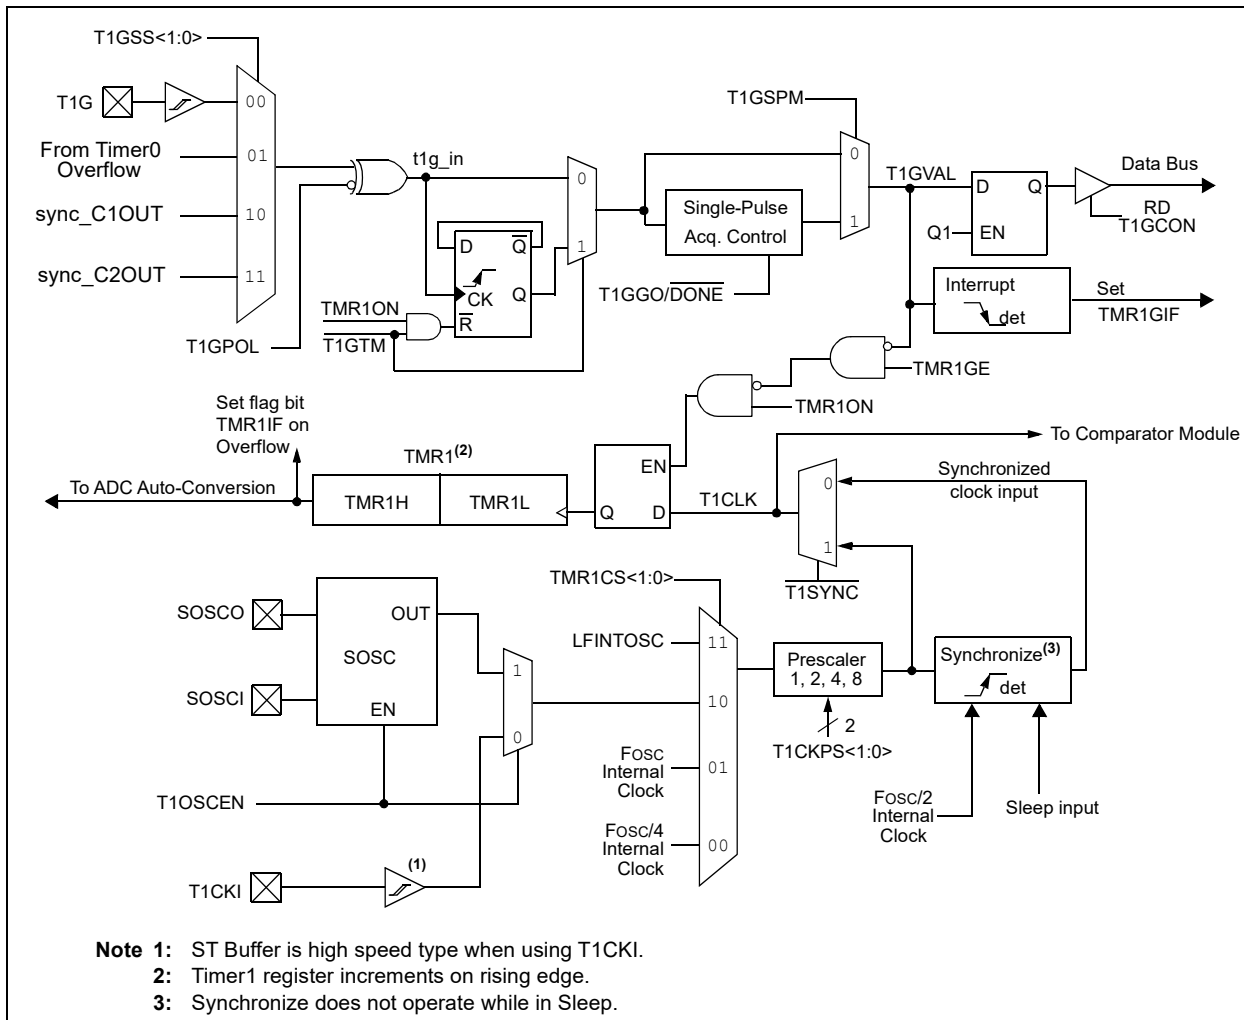 T1GSS<1:0>
T1G
00
From Timer0
Overflow
01
sync_C1OUT
10
sync_C2OUT
11
T1GPOL
t1g_in
0
1
D
Q
CK
Q
R
TMR1ON
T1GTM
T1GSPM
0
1
Single-Pulse
Acq. Control
T1GGO/DONE
T1GVAL
D
Q
Q1
EN
Data Bus
RD
T1GCON
Interrupt
det
Set
TMR1GIF
TMR1GE
TMR1ON
Set flag bit
TMR1IF on
Overflow
TMR1(2)
To ADC Auto-Conversion
TMR1H
TMR1L
EN
Q
D
T1CLK
To Comparator Module
0
1
Synchronized
clock input
T1SYNC
TMR1CS<1:0>
SOSCO
OUT
SOSC
SOSCI
EN
1
0
LFINTOSC
11
10
FOSC
Internal
Clock
01
FOSC/4
Internal
Clock
00
Prescaler
1, 2, 4, 8
2
T1CKPS<1:0>
Synchronize(3)
det
FOSC/2
Internal
Clock
Sleep input
T1OSCEN
T1CKI
(1)
Note 1: ST Buffer is high speed type when using T1CKI.
2: Timer1 register increments on rising edge.
3: Synchronize does not operate while in Sleep.